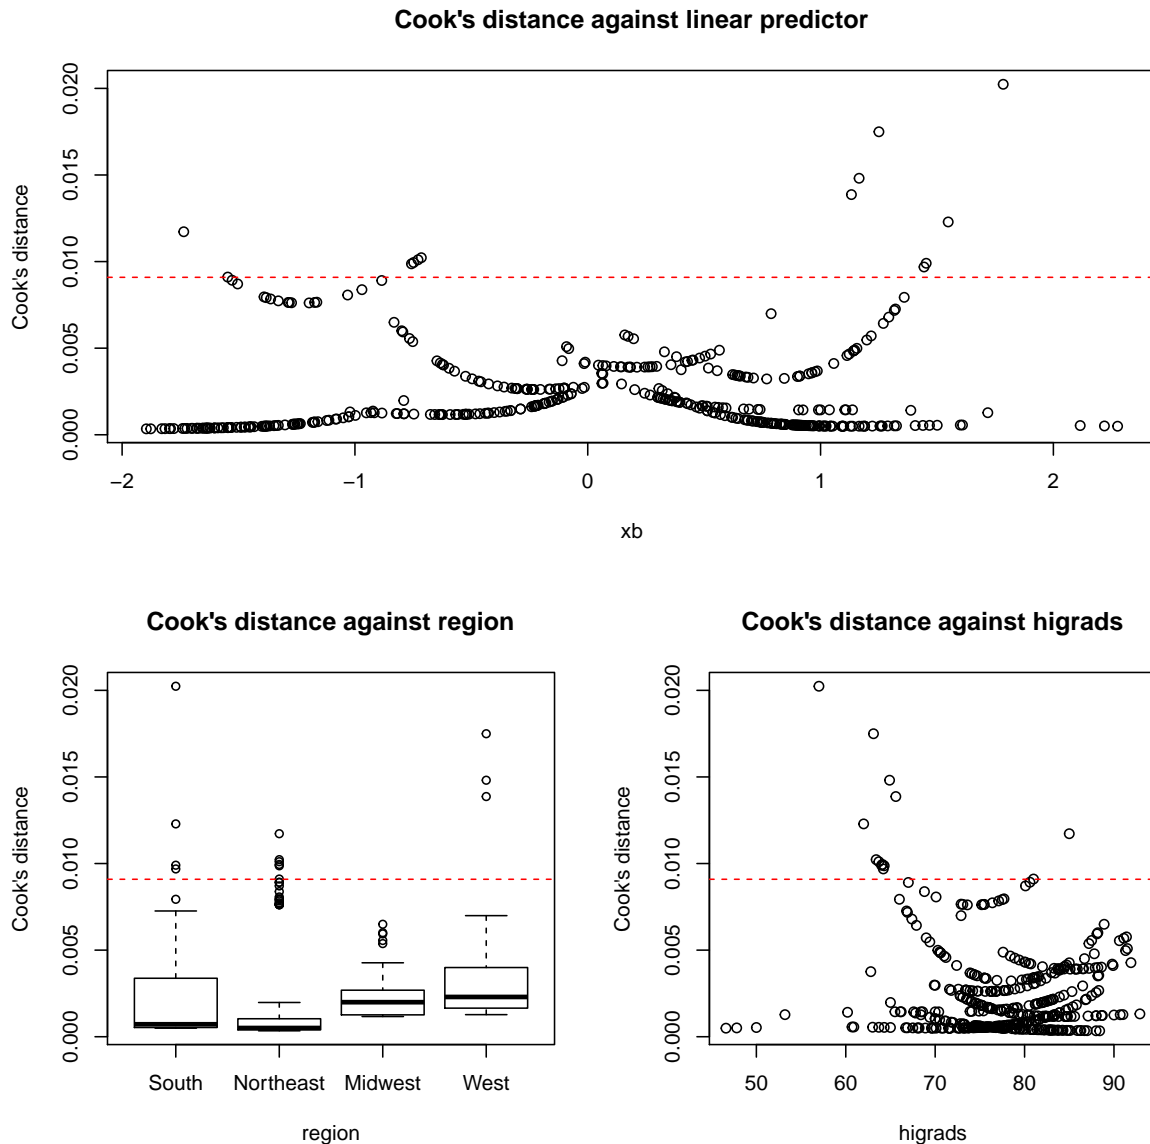 Cook's distance against linear predictor
Cook's distance
0.000 0.005 0.010 0.015 0.020
−2 −1 0 1 2
xb
Cook's distance against region
Cook's distance
0.000 0.005 0.010 0.015 0.020
South Northeast Midwest West
region
Cook's distance against higrads
Cook's distance
0.000 0.005 0.010 0.015 0.020
50 60 70 80 90
higrads